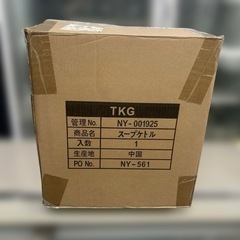 TKG
管理No. NY-001925
商品名 スープケトル
入数 1
生産地 中国
PO No. NY-561